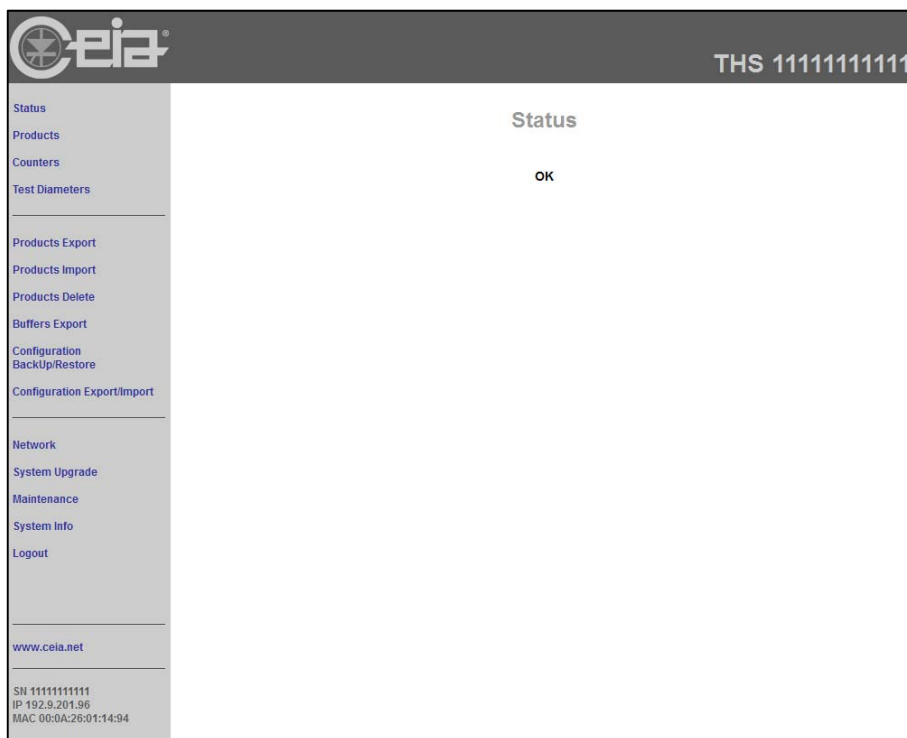 Ceia®
THS 11111111111
Status
Products
Counters
Test Diameters
Products Export
Products Import
Products Delete
Buffers Export
Configuration
BackUp/Restore
Configuration Export/Import
Network
System Upgrade
Maintenance
System Info
Logout
www.ceia.net
SN 11111111111
IP 192.9.201.96
MAC 00:0A:26:01:14:94
Status
OK